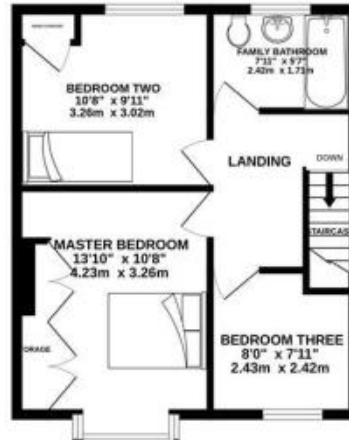 BEDROOM TWO
10'8" x 9'11"
3.26m x 3.02m
FAMILY BATHROOM
7'11" x 5'7"
2.42m x 1.71m
LANDING
DOWN
STAIRCAS
MASTER BEDROOM
13'10" x 10'8"
4.23m x 3.26m
ORAGE
BEDROOM THREE
8'0" x 7'11"
2.43m x 2.42m